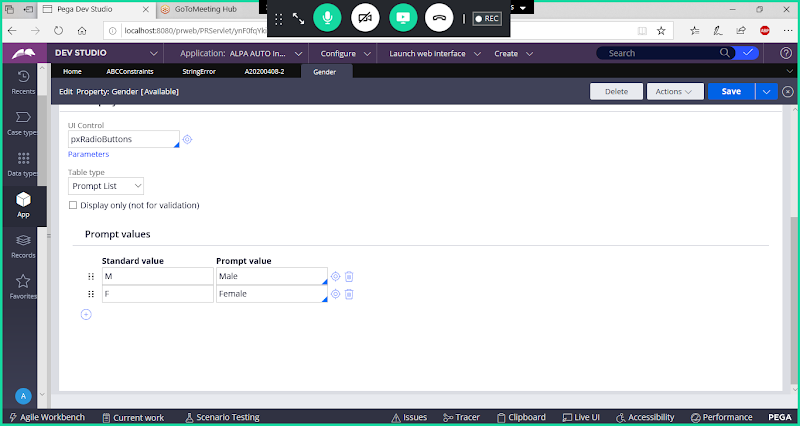 Pega Dev Studio
GoToMeeting Hub
REC
localhost:8080/prweb/PRServlet/
DEV STUDIO
Application: ALPA AUTO In...
Configure
Launch web interface
Create
Search
Home
ABCConstraints
StringError
A20200408-2
Gender
Edit Property: Gender [Available]
Delete
Actions
Save
Recents
Case types
Data types
App
Records
Favorites
A
UI Control
pxRadioButtons
Parameters
Table type
Prompt List
Display only (not for validation)
Prompt values
Standard value Prompt value
M Male
F Female
Agile Workbench
Current work
Scenario Testing
Issues
Tracer
Clipboard
Live UI
Accessibility
Performance
PEGA